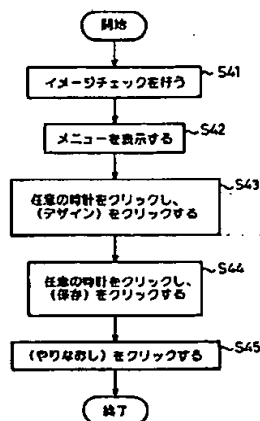 開始
イメージチェックを行う
S41
メニューを表示する
S42
任意の時計をクリックし、
(デザイン)をクリックする
S43
任意の時計をクリックし、
(保存)をクリックする
S44
(やりなおし)をクリックする
S45
終了